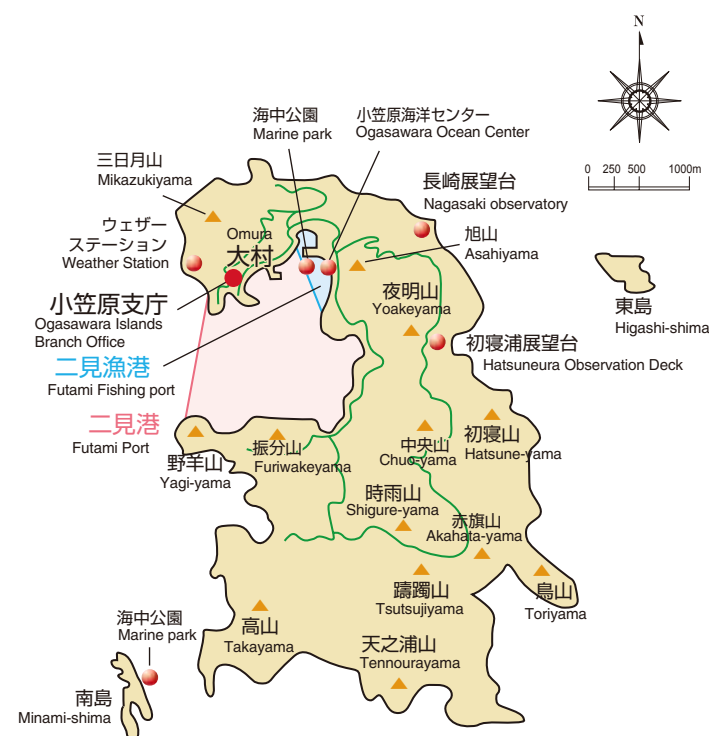 N
0 250 500 1000m
海中公園
Marine park
小笠原海洋センター
Ogasawara Ocean Center
三日月山
Mikazukiyama
長崎展望台
Nagasaki observatory
ウェザー
ステーション
Weather Station
Omura
大村
旭山
Asahiyama
夜明山
Yoakeyama
東島
Higashi-shima
小笠原支庁
Ogasawara Islands
Branch Office
初寝浦展望台
Hatsuneura Observation Deck
二見漁港
Futami Fishing port
二見港
Futami Port
野羊山
Yagi-yama
振分山
Furiwakeyama
中央山
Chuo-yama
初寝山
Hatsune-yama
時雨山
Shigure-yama
赤旗山
Akahata-yama
躑躅山
Tsutsujiyama
鳥山
Toriyama
海中公園
Marine park
高山
Takayama
天之浦山
Tennourayama
南島
Minami-shima